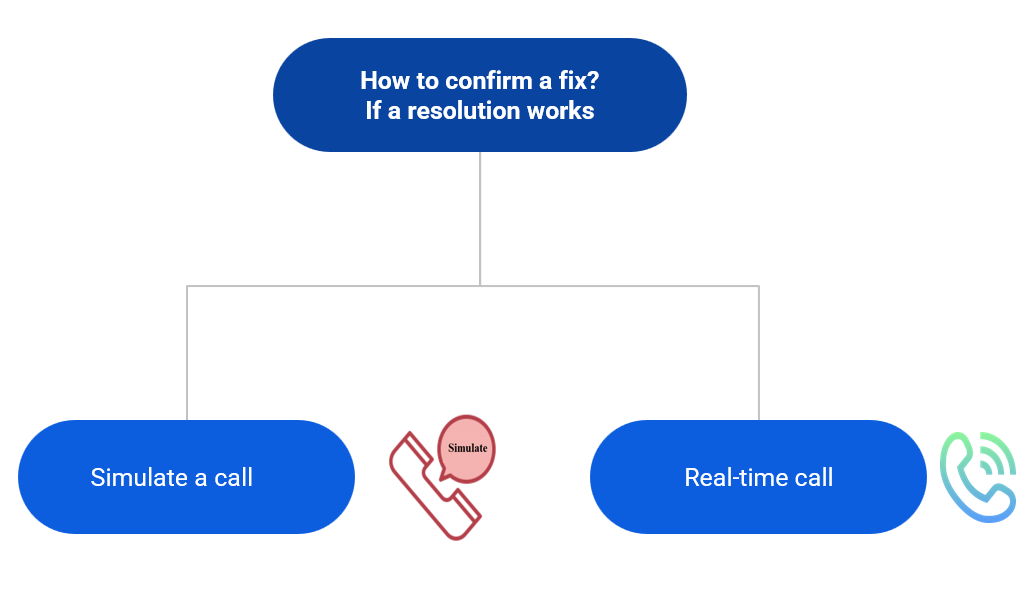 How to confirm a fix?
If a resolution works
Simulate
Simulate a call
Real-time call